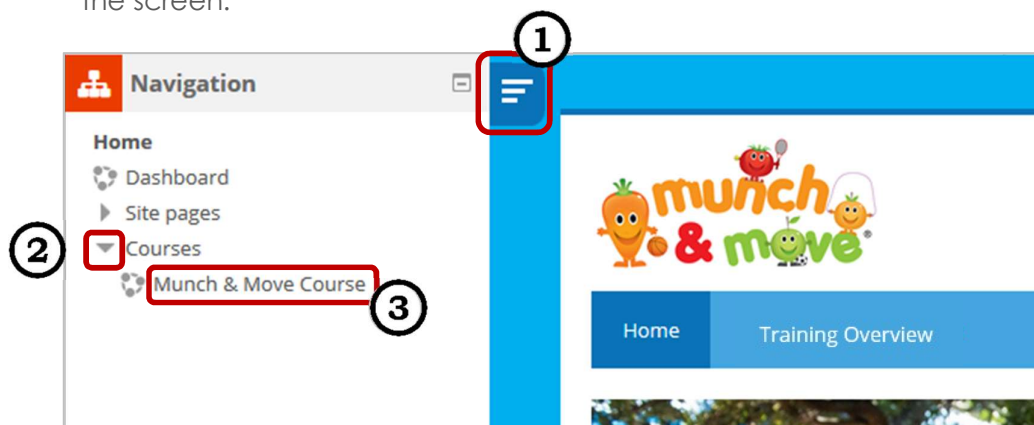 the screen.
1
Navigation
Home
Dashboard
Site pages
2
Courses
Munch & Move Course
3
munch
& move
Home
Training Overview